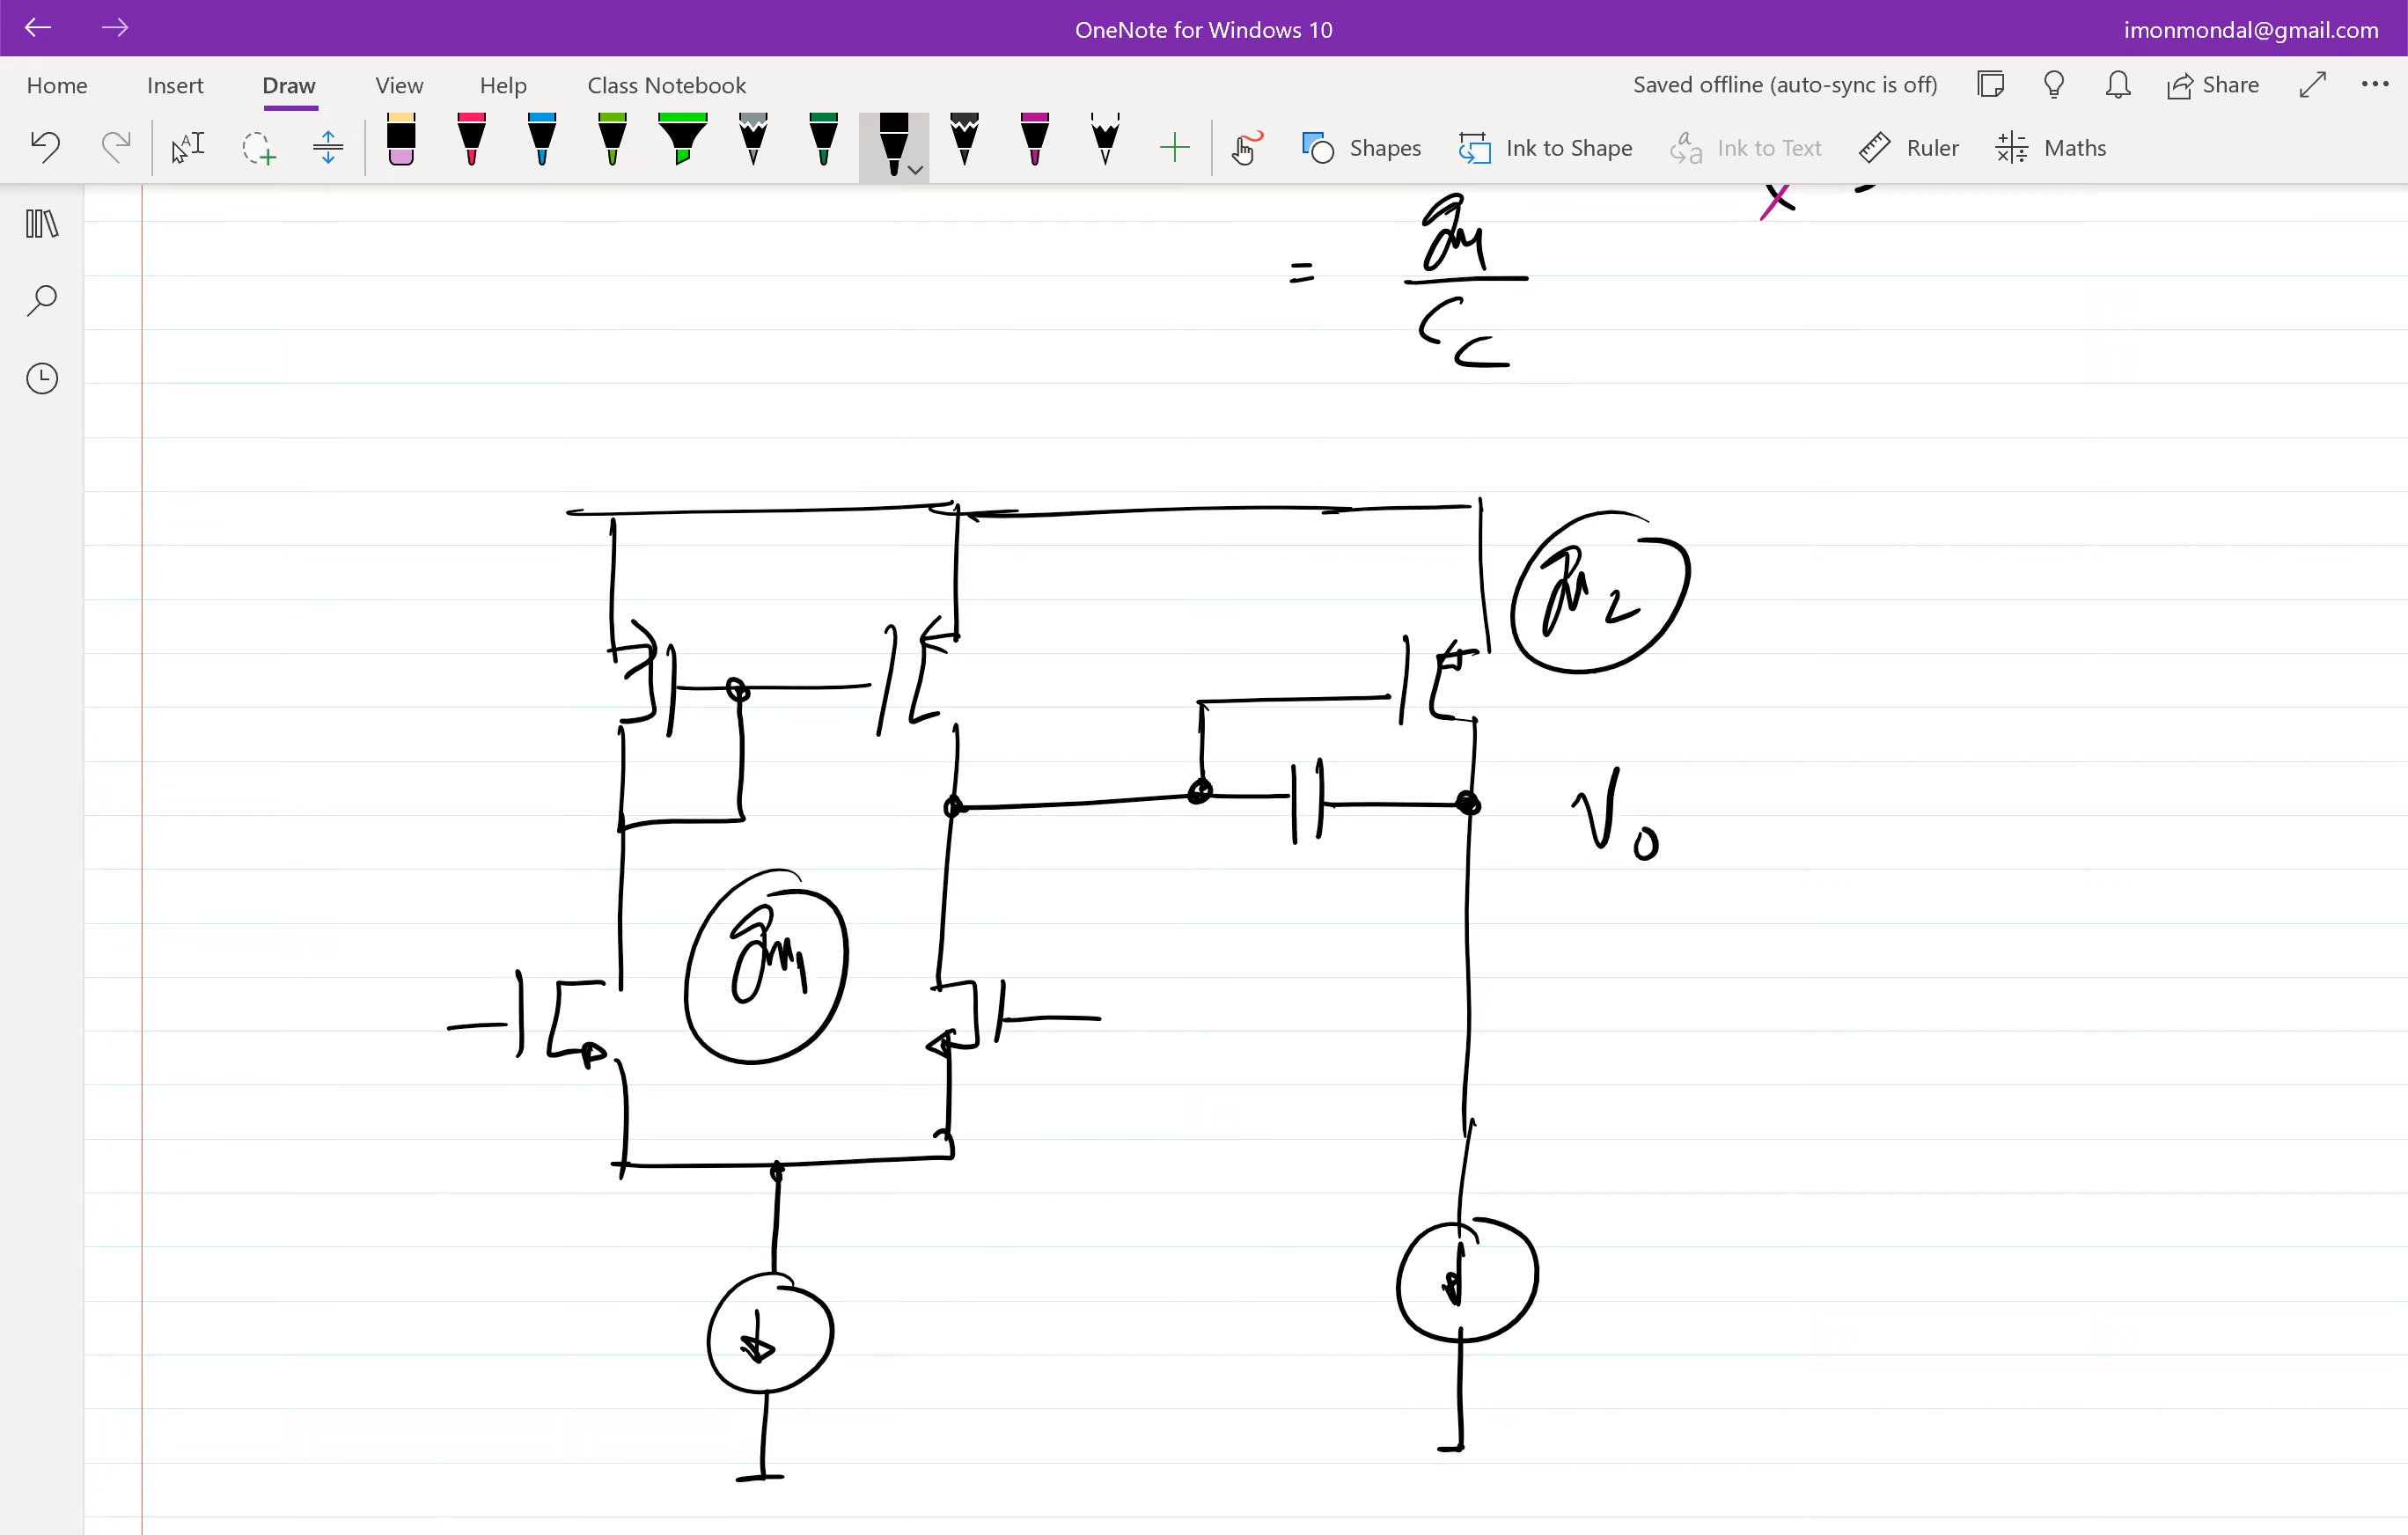 OneNote for Windows 10
imonmondal@gmail.com
Home Insert Draw View Help Class Notebook
Saved offline (auto-sync is off) Share
Shapes Ink to Shape Ink to Text Ruler Maths
= gm / Cc
gm2
Vo
gm1